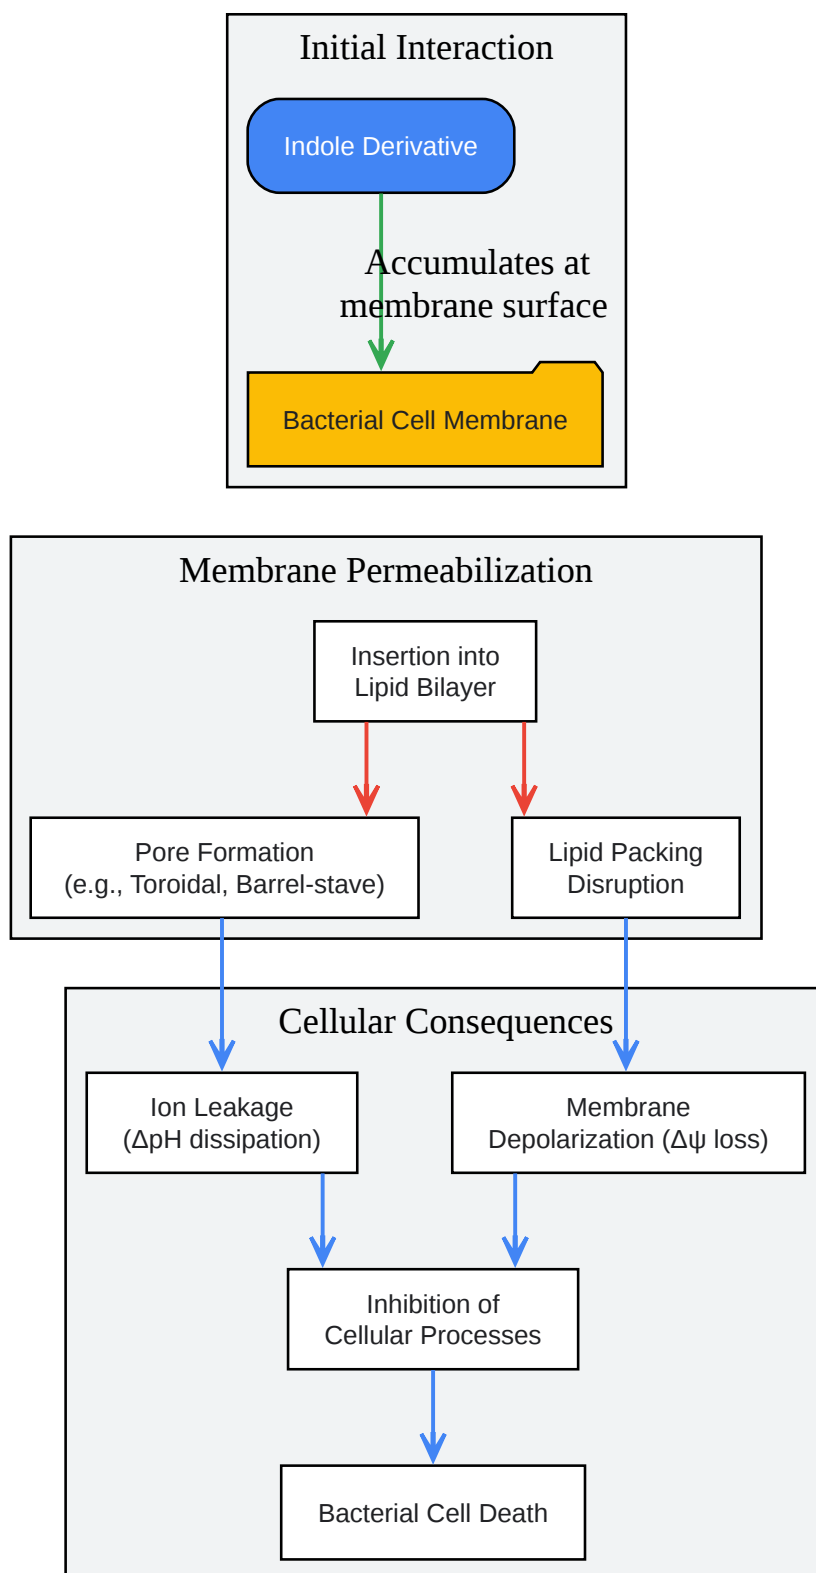 Initial Interaction
Indole Derivative
Accumulates at
membrane surface
Bacterial Cell Membrane
Membrane Permeabilization
Insertion into
Lipid Bilayer
Pore Formation
(e.g., Toroidal, Barrel-stave)
Lipid Packing
Disruption
Cellular Consequences
Ion Leakage
(ΔpH dissipation)
Membrane
Depolarization (Δψ loss)
Inhibition of
Cellular Processes
Bacterial Cell Death